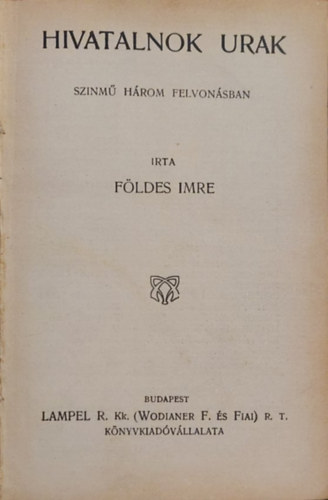 HIVATALNOK URAK
SZINMŰ HÁROM FELVONÁSBAN
IRTA
FÖLDES IMRE
BUDAPEST
LAMPEL R. Kk. (WODIANER F. ÉS FIAI) R. T.
KÖNYVKIADÓVÁLLALATA